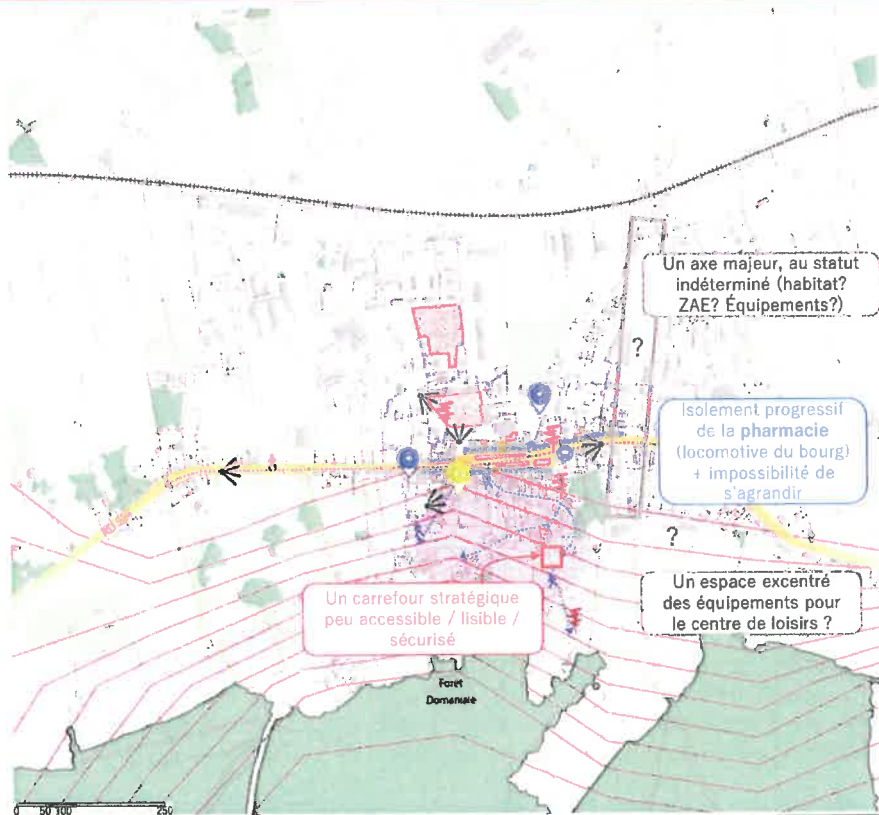 Un axe majeur, au statut
indéterminé (habitat?
ZAE? Équipements?)
?
Isolement progressif
de la pharmacie
(locomotive du bourg)
+ impossibilité de
s'agrandir
?
Un carrefour stratégique
peu accessible / lisible /
sécurisé
Un espace excentré
des équipements pour
le centre de loisirs ?
Foret
Domaniale
0 50 100 250